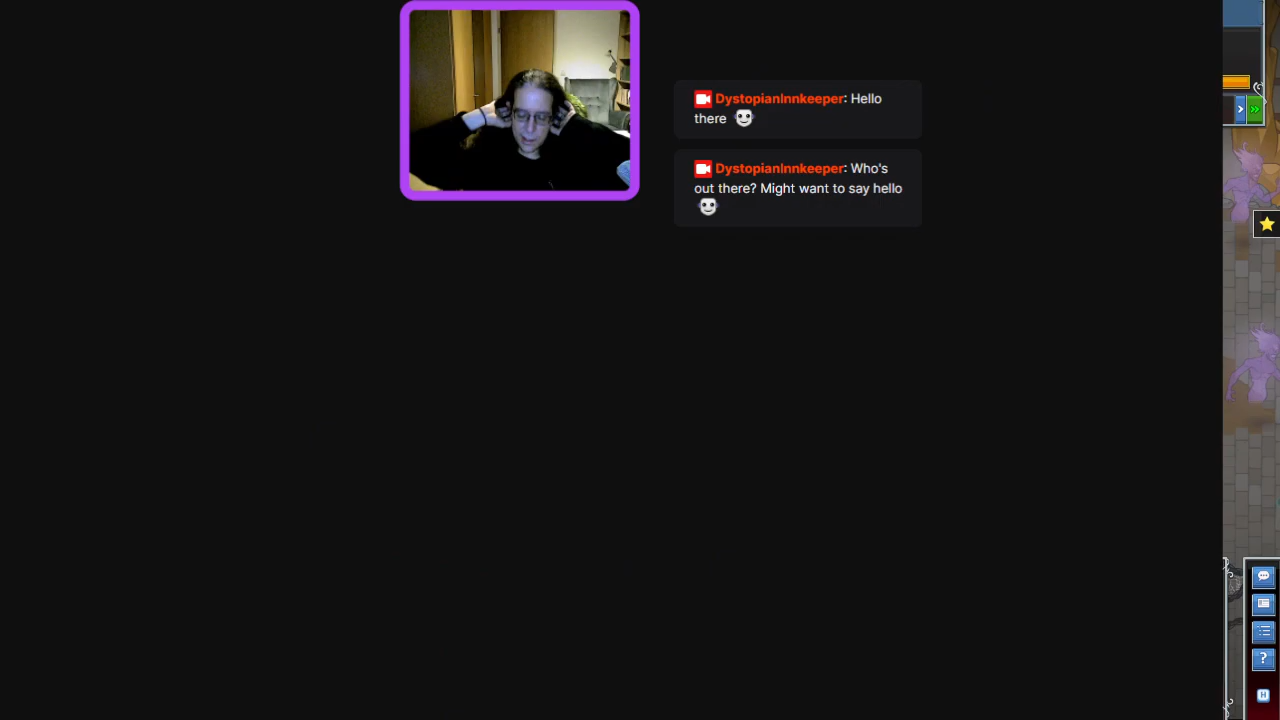 DystopianInnkeeper: Hello
there
DystopianInnkeeper: Who's
out there? Might want to say hello
?
H